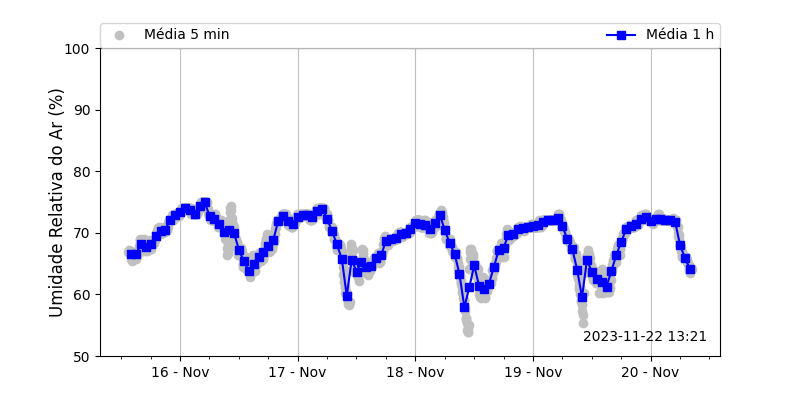 Média 5 min
Média 1 h
Umidade Relativa do Ar (%)
100
90
80
70
60
50
2023-11-22 13:21
16 - Nov
17 - Nov
18 - Nov
19 - Nov
20 - Nov